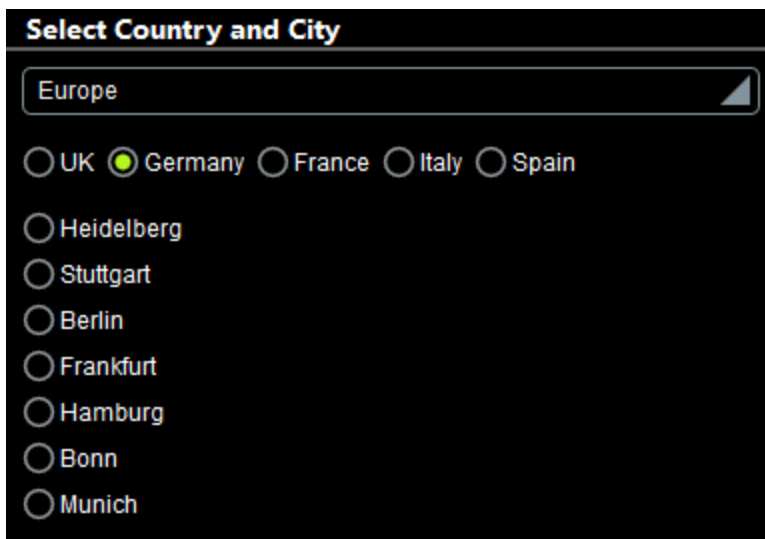 Select Country and City
Europe
UK Germany France Italy Spain
Heidelberg
Stuttgart
Berlin
Frankfurt
Hamburg
Bonn
Munich